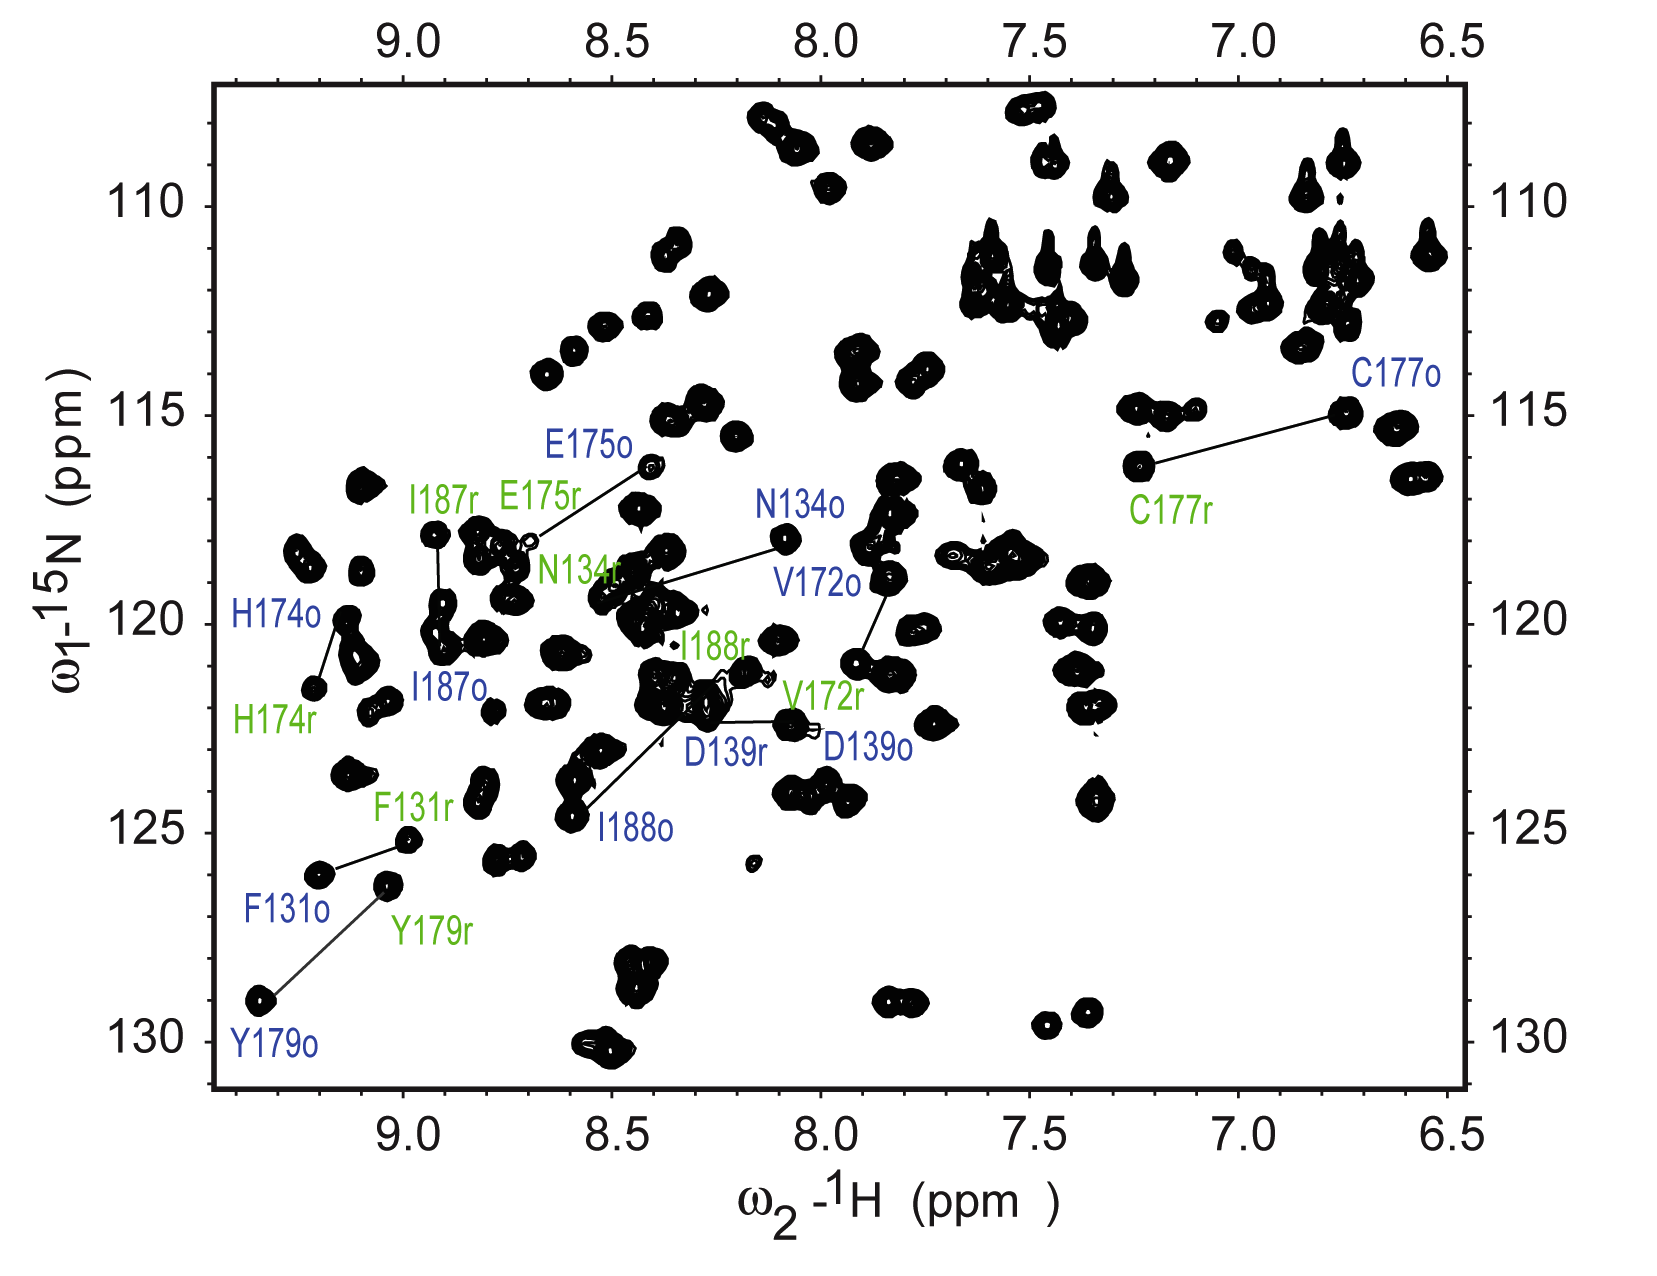 9.0 8.5 8.0 7.5 7.0 6.5
110 110
C177o
115 115
E175o
I187r E175r N134o C177r
N134r V172o
H174o 120 120
I188r
I187o V172r
H174r D139r D139o
F131r
125 I188o 125
F131o
Y179r
130 Y179o 130
9.0 8.5 8.0 7.5 7.0 6.5
ω1-15N (ppm)
ω2 -1H (ppm )